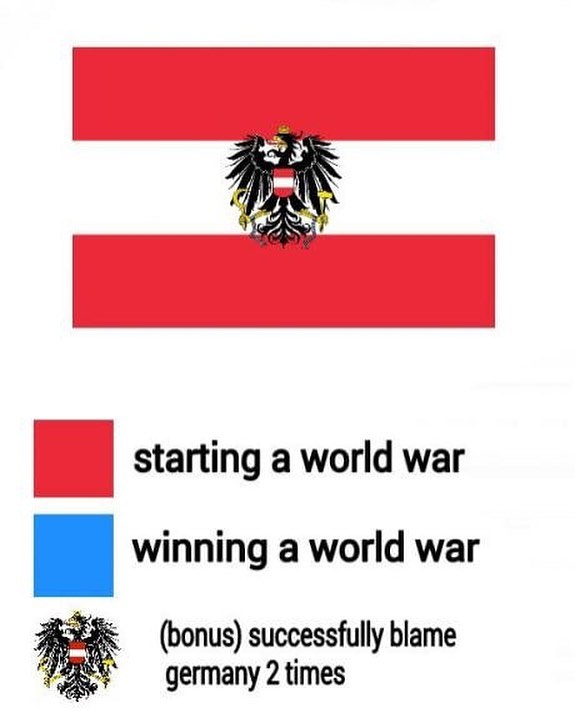 starting a world war
winning a world war
(bonus) successfully blame
germany 2 times